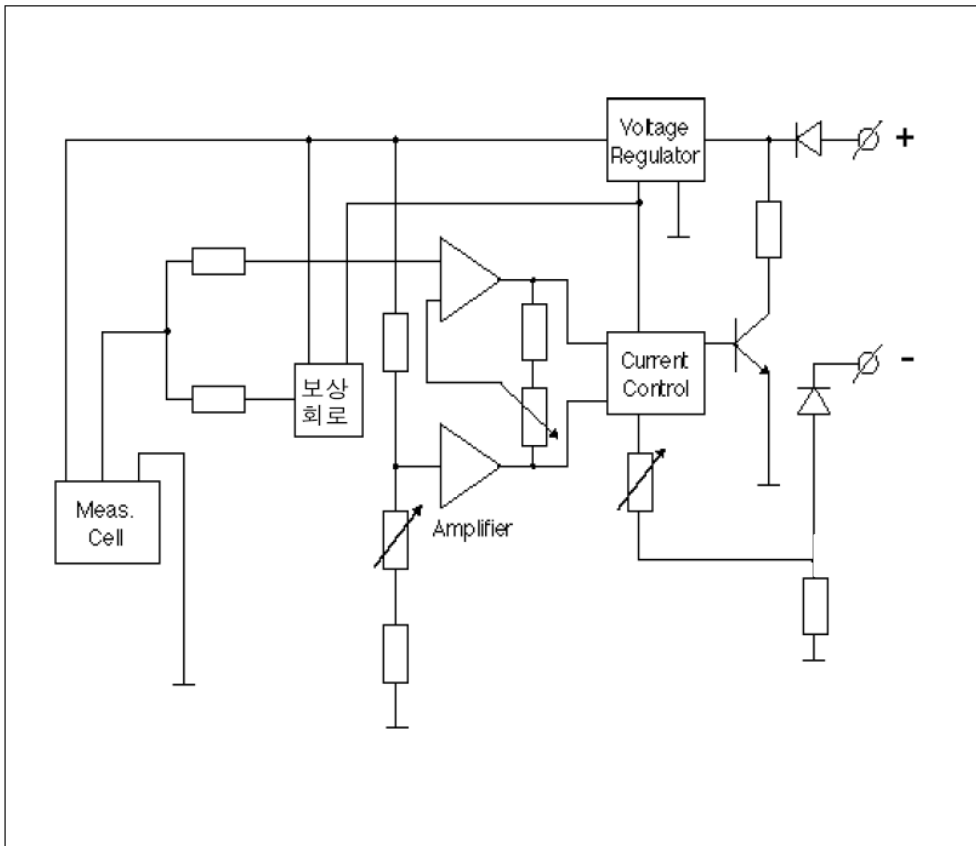 Voltage
Regulator
+
보상
회로
Current
Control
-
Meas.
Cell
Amplifier